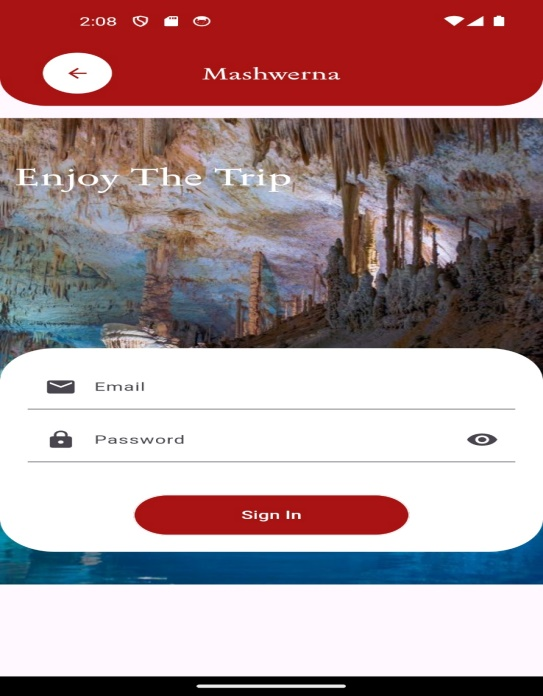 2:08
Mashwerna
Enjoy The Trip
Email
Password
Sign In